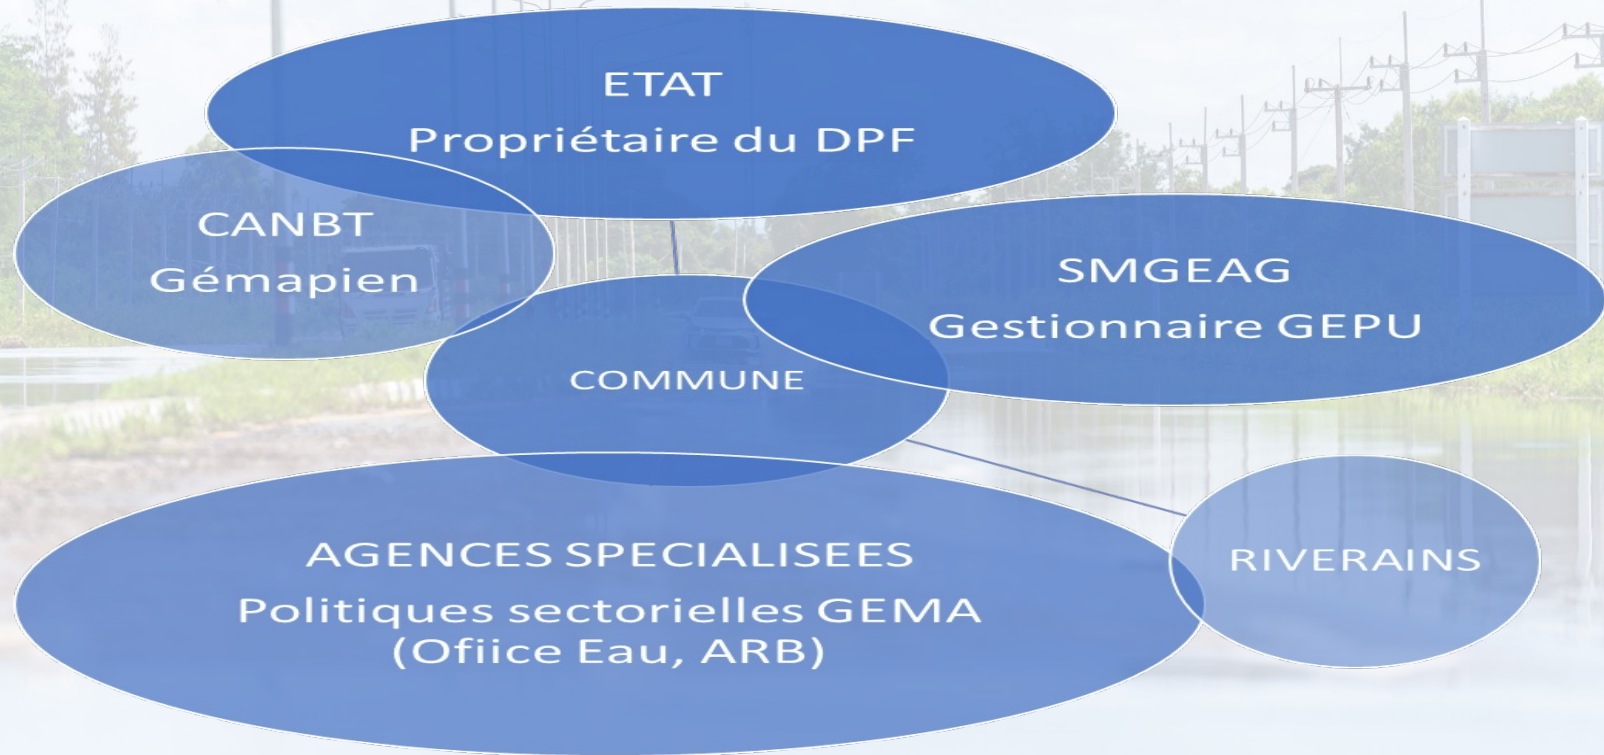 ETAT
Propriétaire du DPF
CANBT
Gémapien
SMGEAG
Gestionnaire GEPU
COMMUNE
AGENCES SPECIALISEES
Politiques sectorielles GEMA
(Ofiice Eau, ARB)
RIVERAINS